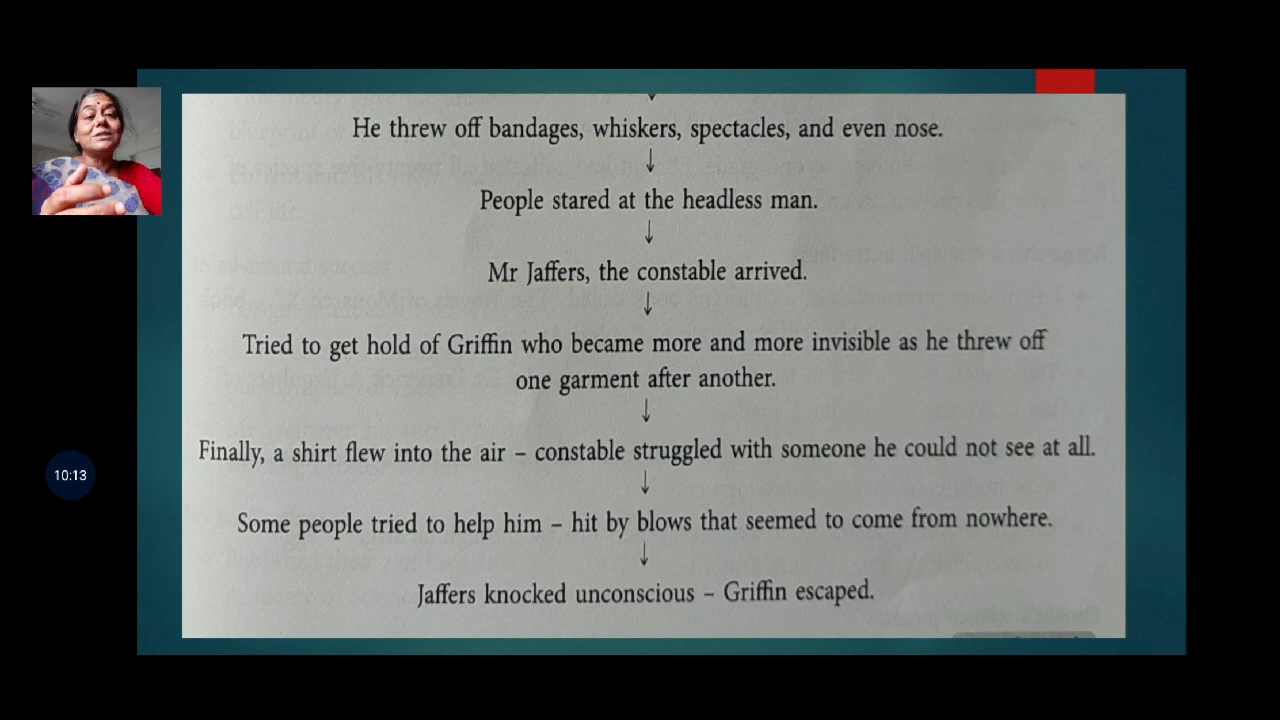 He threw off bandages, whiskers, spectacles, and even nose.
↓
People stared at the headless man.
↓
Mr Jaffers, the constable arrived.
↓
Tried to get hold of Griffin who became more and more invisible as he threw off
one garment after another.
↓
Finally, a shirt flew into the air – constable struggled with someone he could not see at all.
↓
Some people tried to help him – hit by blows that seemed to come from nowhere.
↓
Jaffers knocked unconscious – Griffin escaped.
10:13